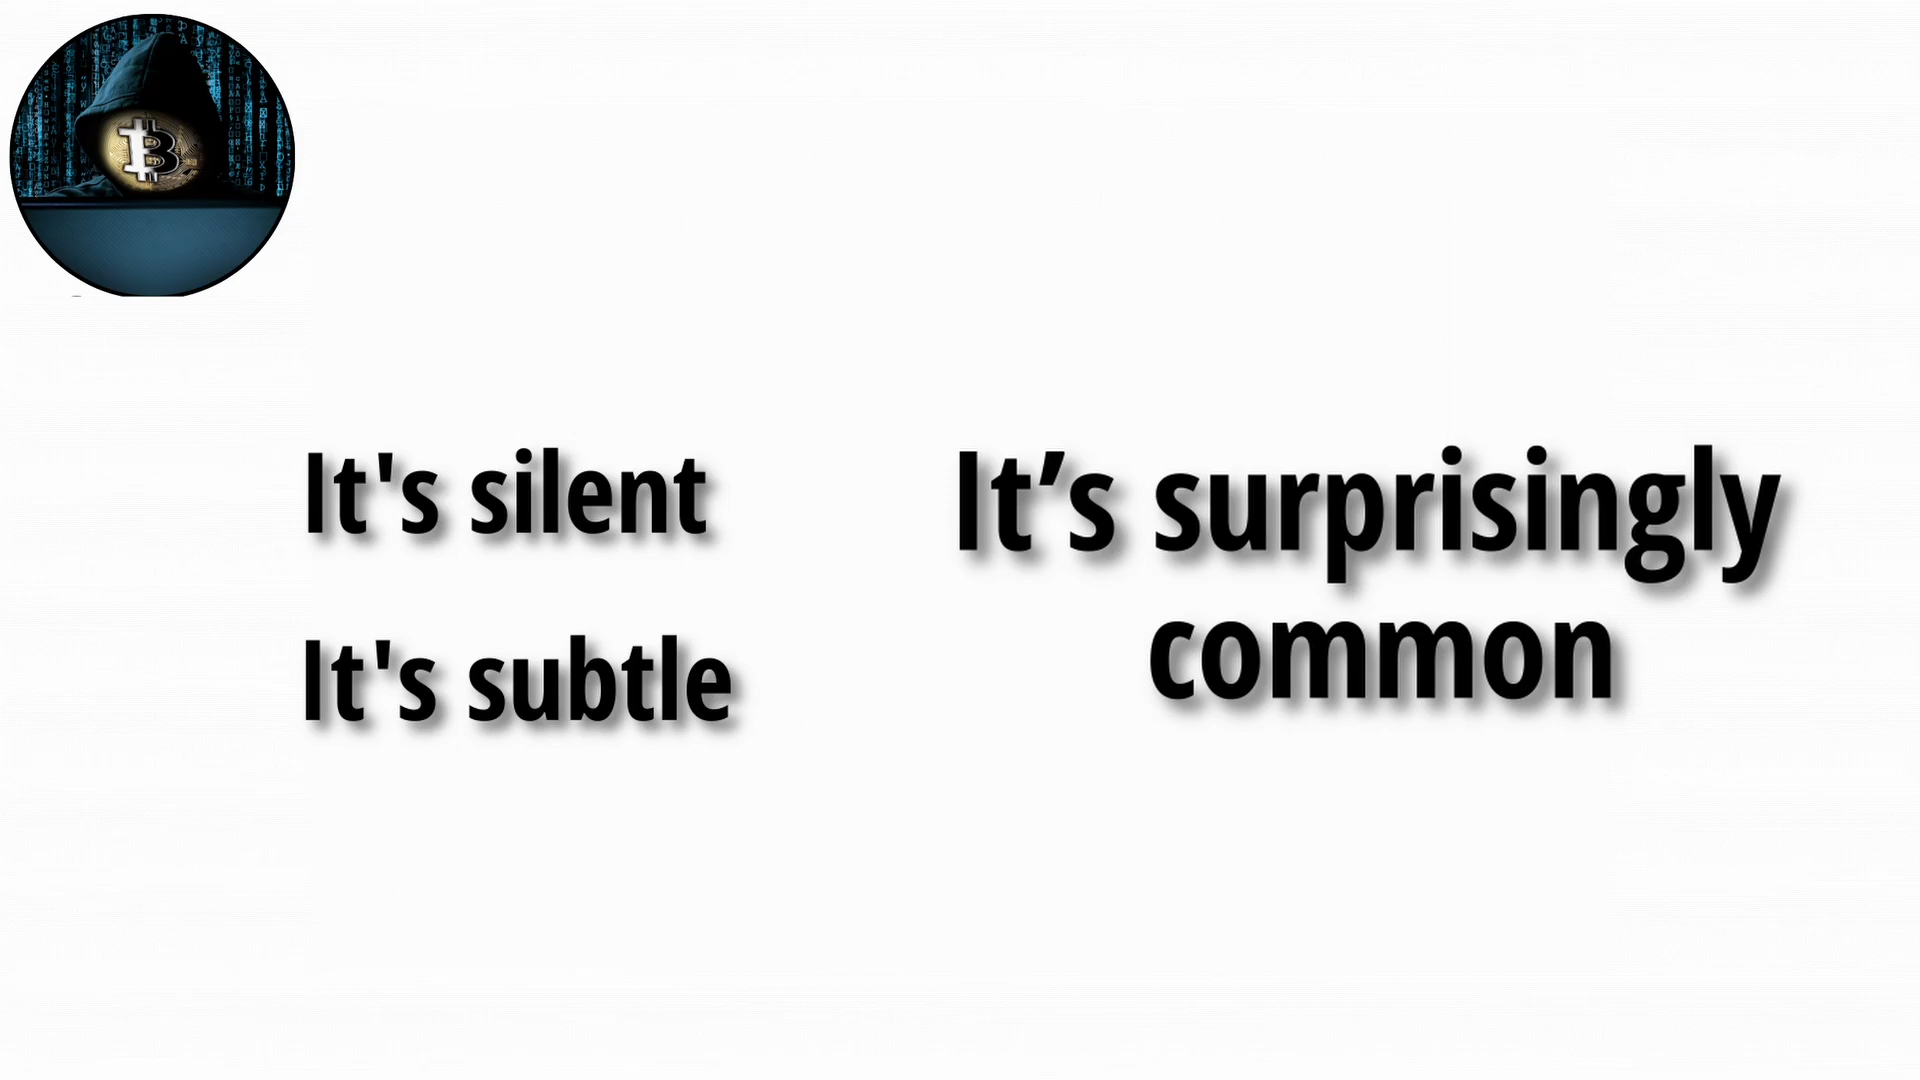 It's silent
It's subtle
It’s surprisingly
common